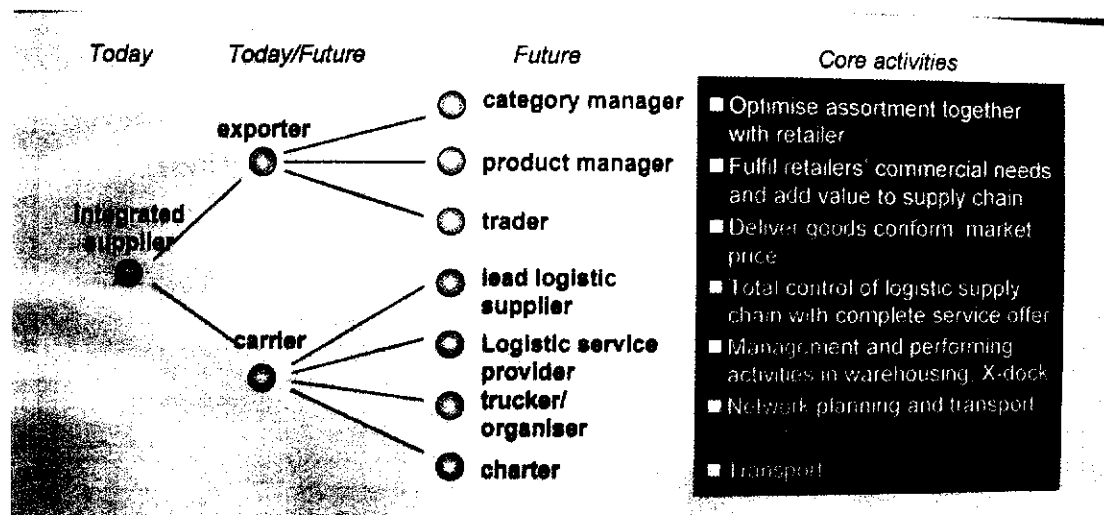 Today
Today/Future
Future
Core activities
category manager
exporter
product manager
trader
integrated
supplier
lead logistic
supplier
carrier
Logistic service
provider
trucker/
organiser
charter
Optimise assortment together
with retailer
Fulfil retailers' commercial needs
and add value to supply chain
Deliver goods conform market
price
Total control of logistic supply
chain with complete service offer
Management and performing
activities in warehousing, X-dock
Network planning and transport
Transport